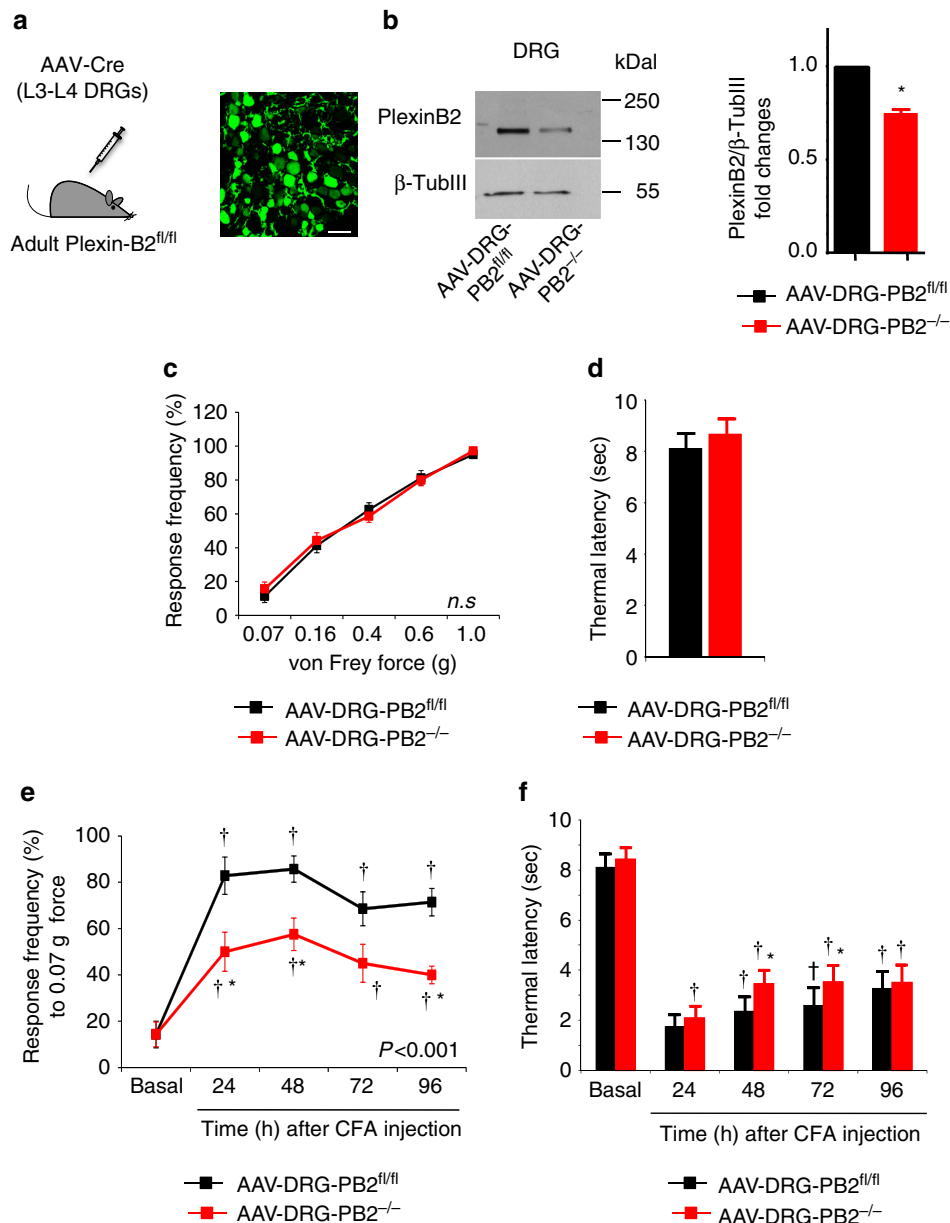 a
AAV-Cre
(L3-L4 DRGs)
Adult Plexin-B2fl/fl
b
DRG
kDal
PlexinB2
250
130
β-TubIII
55
AAV-DRG-
PB2fl/fl
AAV-DRG-
PB2–/–
PlexinB2/β-TubIII
fold changes
1.0
0.5
0.0
*
AAV-DRG-PB2fl/fl
AAV-DRG-PB2–/–
c
Response frequency (%)
120
100
80
60
40
20
0
n.s
0.07 0.16 0.4 0.6 1.0
von Frey force (g)
AAV-DRG-PB2fl/fl
AAV-DRG-PB2–/–
d
Thermal latency (sec)
10
8
6
4
2
0
AAV-DRG-PB2fl/fl
AAV-DRG-PB2–/–
e
Response frequency (%)
to 0.07 g force
100
80
60
40
20
0
† † † †
† * †* † † *
P<0.001
Basal 24 48 72 96
Time (h) after CFA injection
AAV-DRG-PB2fl/fl
AAV-DRG-PB2–/–
f
Thermal latency (sec)
10
8
6
4
2
0
† † † * † † * † †
Basal 24 48 72 96
Time (h) after CFA injection
AAV-DRG-PB2fl/fl
AAV-DRG-PB2–/–